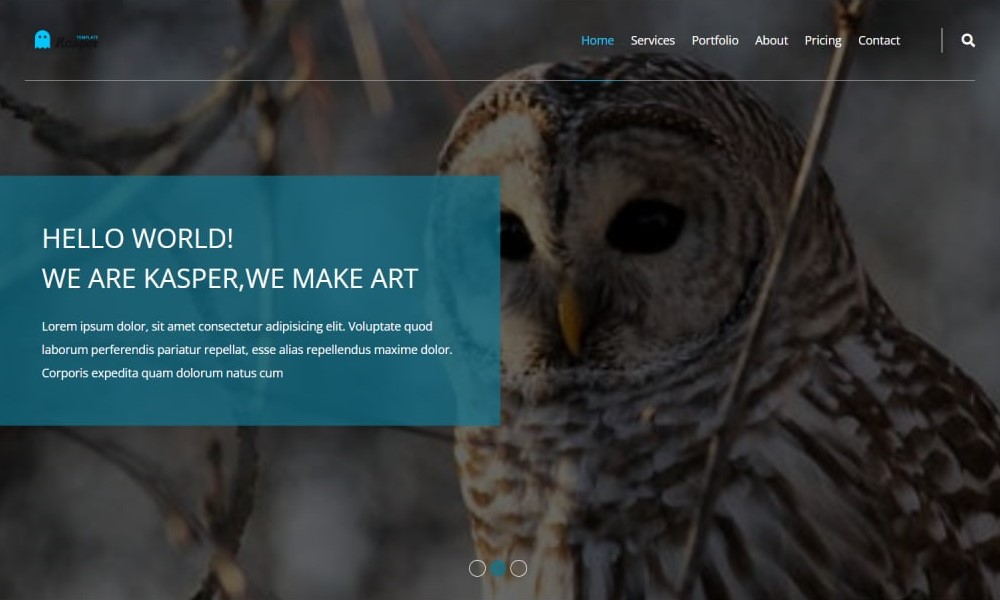 TEMPLATE
Kasper
Home Services Portfolio About Pricing Contact
HELLO WORLD!
WE ARE KASPER,WE MAKE ART
Lorem ipsum dolor, sit amet consectetur adipisicing elit. Voluptate quod
laborum perferendis pariatur repellat, esse alias repellendus maxime dolor.
Corporis expedita quam dolorum natus cum